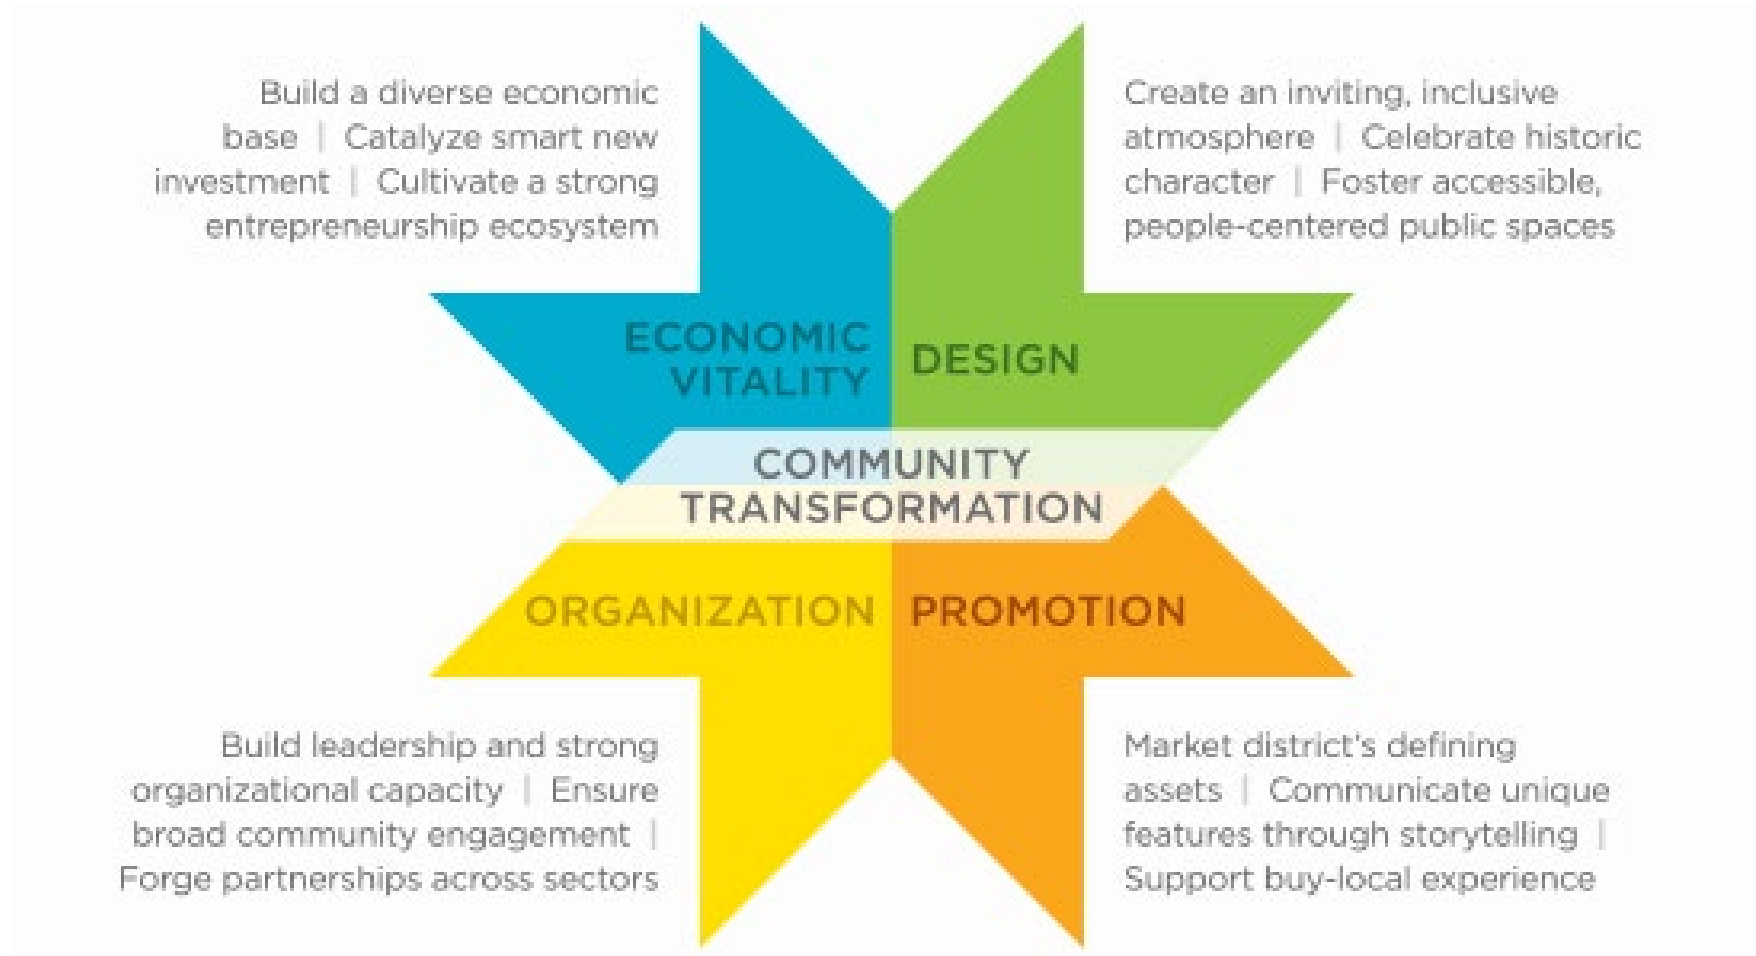 Build a diverse economic
base | Catalyze smart new
investment | Cultivate a strong
entrepreneurship ecosystem
Create an inviting, inclusive
atmosphere | Celebrate historic
character | Foster accessible,
people-centered public spaces
ECONOMIC
VITALITY
DESIGN
COMMUNITY
TRANSFORMATION
ORGANIZATION
PROMOTION
Build leadership and strong
organizational capacity | Ensure
broad community engagement |
Forge partnerships across sectors
Market district's defining
assets | Communicate unique
features through storytelling |
Support buy-local experience